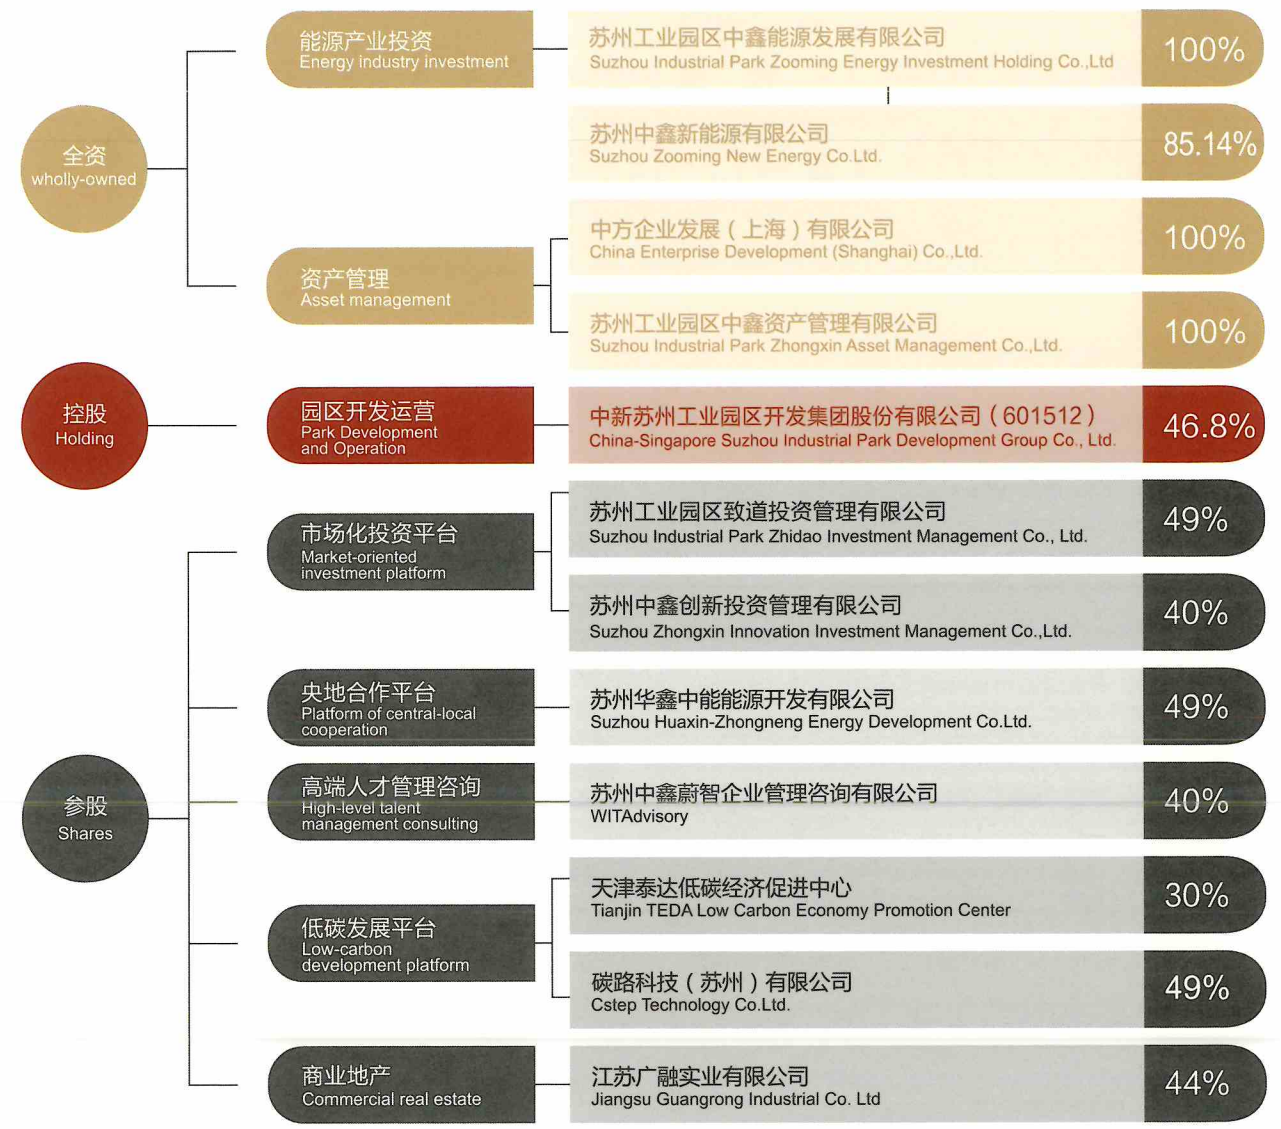 全资
wholly-owned
能源产业投资
Energy industry investment
苏州工业园区中鑫能源发展有限公司
Suzhou Industrial Park Zooming Energy Investment Holding Co.,Ltd
100%
苏州中鑫新能源有限公司
Suzhou Zooming New Energy Co.Ltd.
85.14%
资产管理
Asset management
中方企业发展（上海）有限公司
China Enterprise Development (Shanghai) Co.,Ltd.
100%
苏州工业园区中鑫资产管理有限公司
Suzhou Industrial Park Zhongxin Asset Management Co.,Ltd.
100%
控股
Holding
园区开发运营
Park Development
and Operation
中新苏州工业园区开发集团股份有限公司（601512）
China-Singapore Suzhou Industrial Park Development Group Co., Ltd.
46.8%
参股
Shares
市场化投资平台
Market-oriented
investment platform
苏州工业园区致道投资管理有限公司
Suzhou Industrial Park Zhidao Investment Management Co., Ltd.
49%
苏州中鑫创新投资管理有限公司
Suzhou Zhongxin Innovation Investment Management Co.,Ltd.
40%
央地合作平台
Platform of central-local
cooperation
苏州华鑫中能能源开发有限公司
Suzhou Huaxin-Zhongneng Energy Development Co.Ltd.
49%
高端人才管理咨询
High-level talent
management consulting
苏州中鑫蔚智企业管理咨询有限公司
WITAdvisory
40%
低碳发展平台
Low-carbon
development platform
天津泰达低碳经济促进中心
Tianjin TEDA Low Carbon Economy Promotion Center
30%
碳路科技（苏州）有限公司
Cstep Technology Co.Ltd.
49%
商业地产
Commercial real estate
江苏广融实业有限公司
Jiangsu Guangrong Industrial Co. Ltd
44%